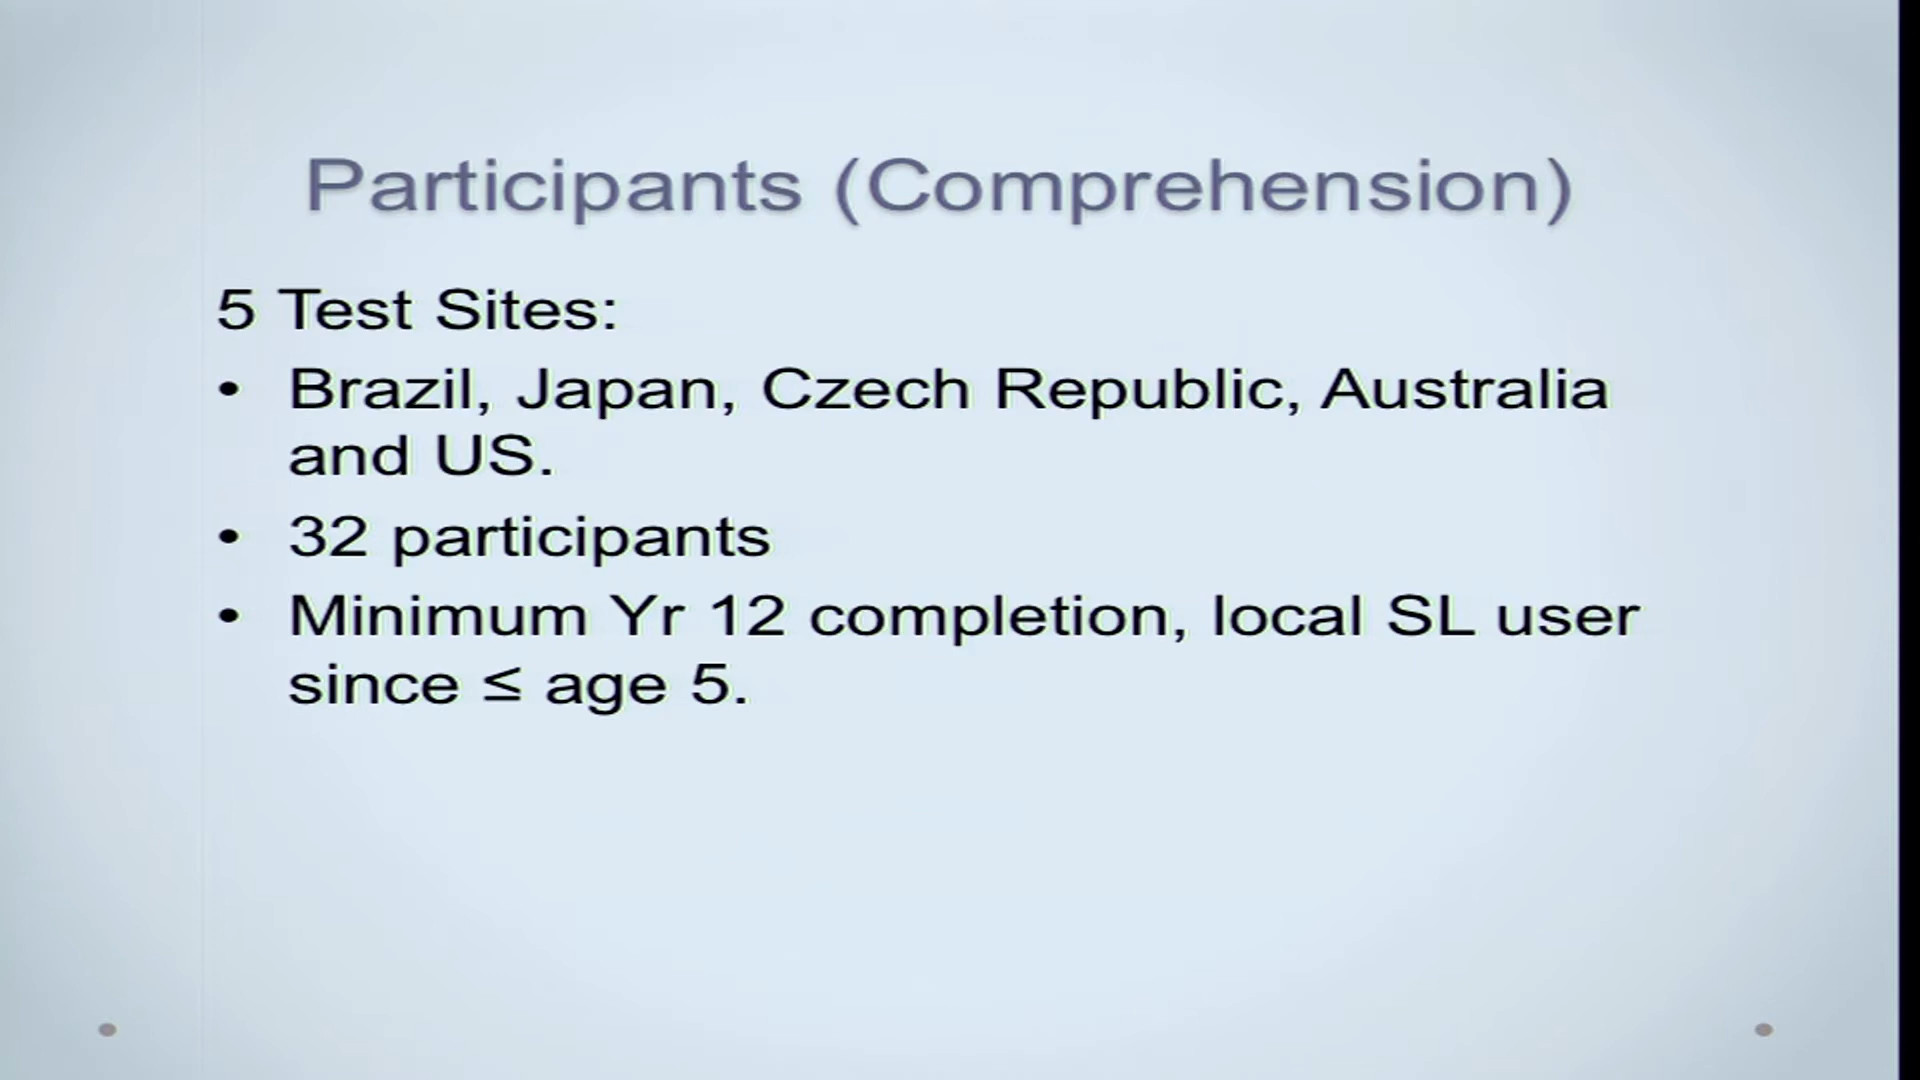 Participants (Comprehension)
5 Test Sites:
• Brazil, Japan, Czech Republic, Australia
and US.
• 32 participants
• Minimum Yr 12 completion, local SL user
since ≤ age 5.